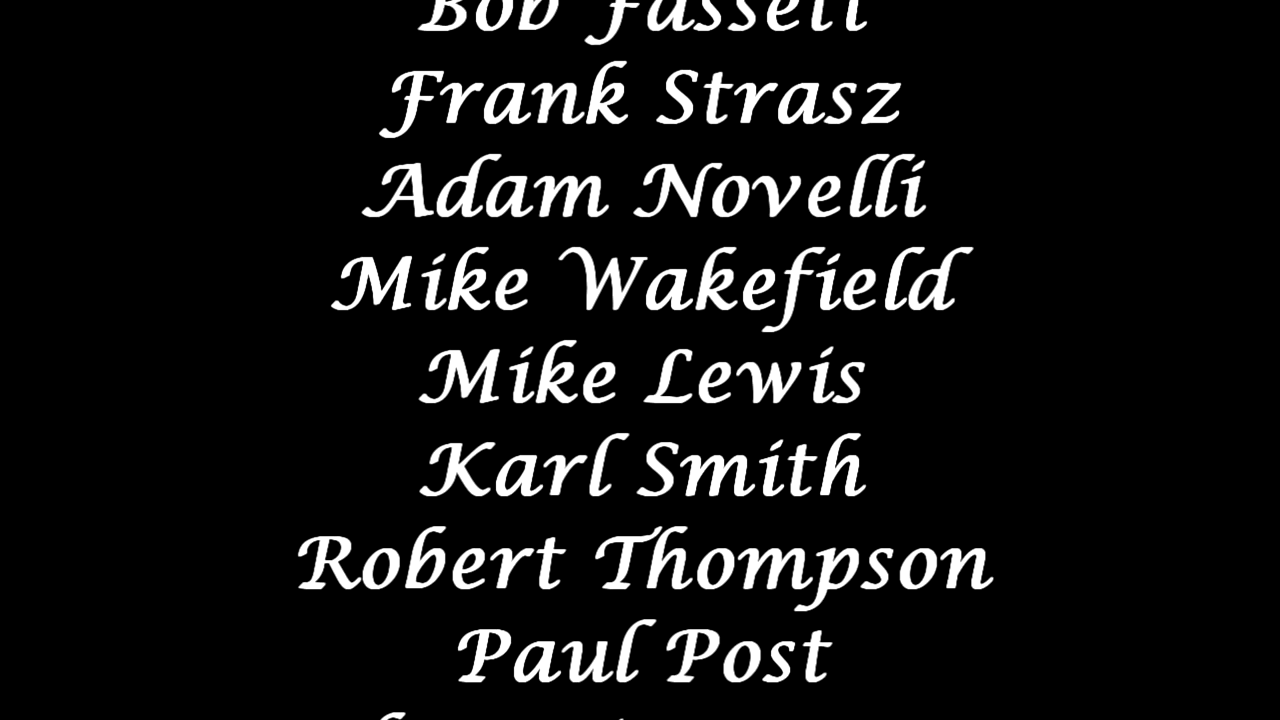 Bob Fassett
Frank Strasz
Adam Novelli
Mike Wakefield
Mike Lewis
Karl Smith
Robert Thompson
Paul Post